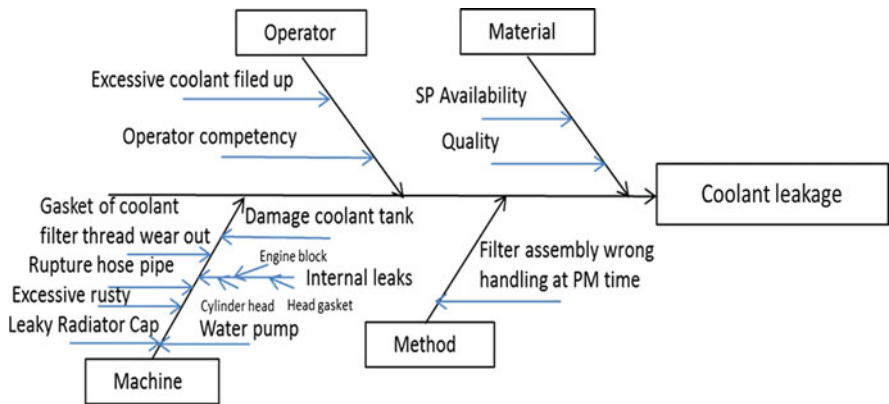 Operator
Material
Excessive coolant filed up
SP Availability
Operator competency
Quality
Coolant leakage
Gasket of coolant
filter thread wear out
Damage coolant tank
Rupture hose pipe
Engine block
Internal leaks
Filter assembly wrong
handling at PM time
Excessive rusty
Cylinder head
Head gasket
Leaky Radiator Cap
Water pump
Method
Machine